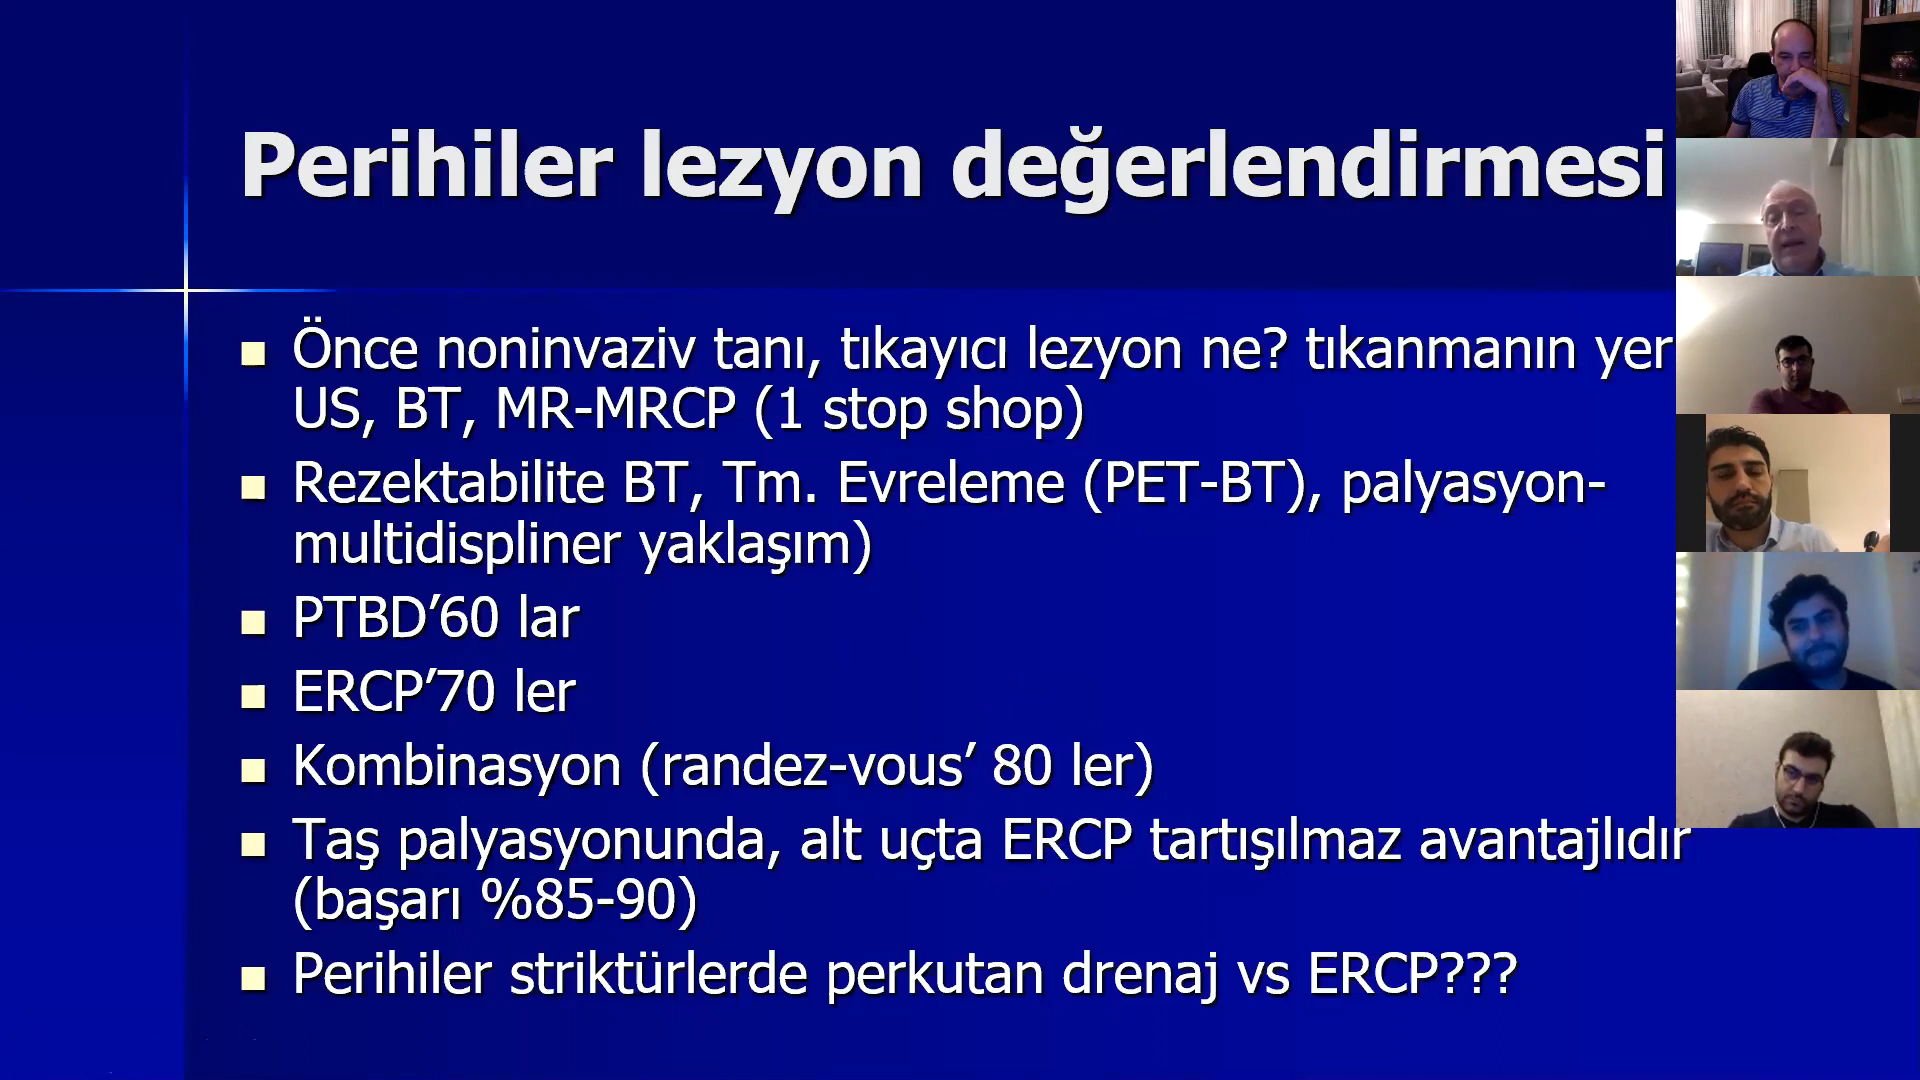 Perihiler lezyon değerlendirmesi
Önce noninvaziv tanı, tıkayıcı lezyon ne? tıkanmanın yer
US, BT, MR-MRCP (1 stop shop)
Rezektabilite BT, Tm. Evreleme (PET-BT), palyasyon-
multidispliner yaklaşım)
PTBD’60 lar
ERCP’70 ler
Kombinasyon (randez-vous’ 80 ler)
Taş palyasyonunda, alt uçta ERCP tartışılmaz avantajlıdır
(başarı %85-90)
Perihiler striktürlerde perkutan drenaj vs ERCP???